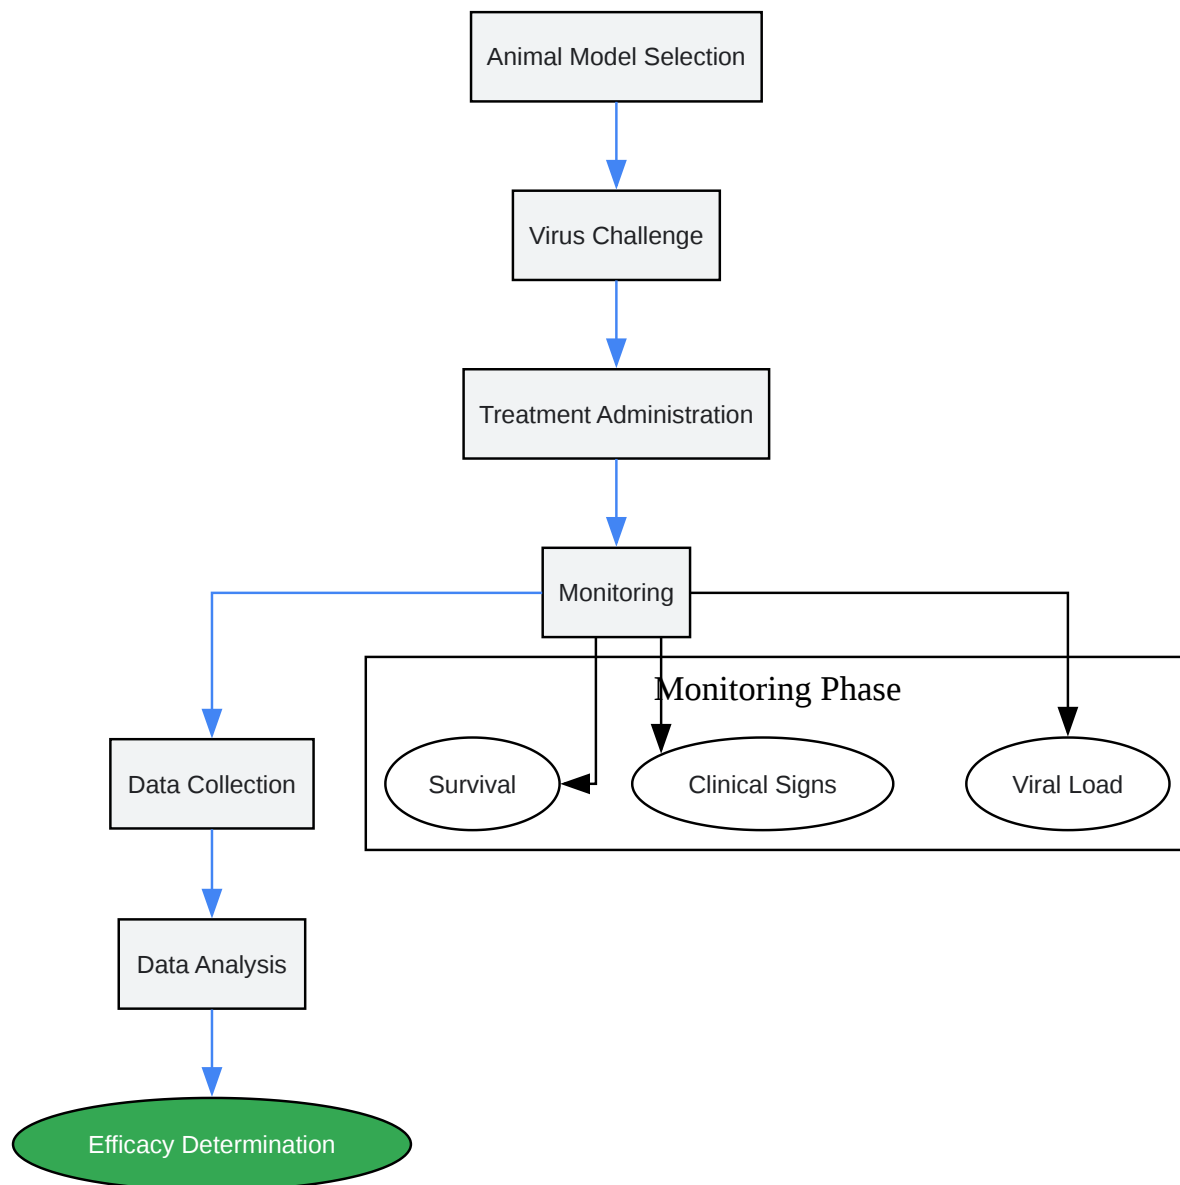 Animal Model Selection
Virus Challenge
Treatment Administration
Monitoring
Monitoring Phase
Survival
Clinical Signs
Viral Load
Data Collection
Data Analysis
Efficacy Determination